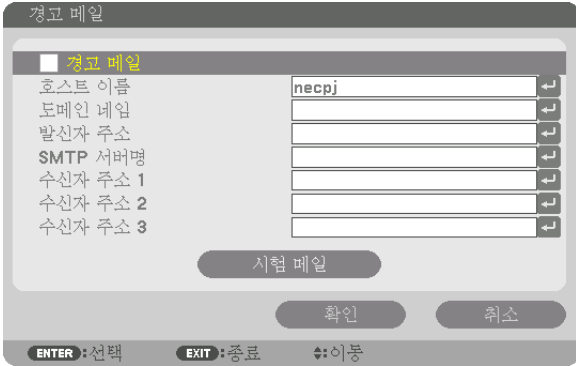 경고 메일
경고 메일
호스트 이름 necpj
도메인 네임
발신자 주소
SMTP 서버명
수신자 주소 1
수신자 주소 2
수신자 주소 3
시험 메일
확인 취소
ENTER:선택 EXIT:종료 :이동